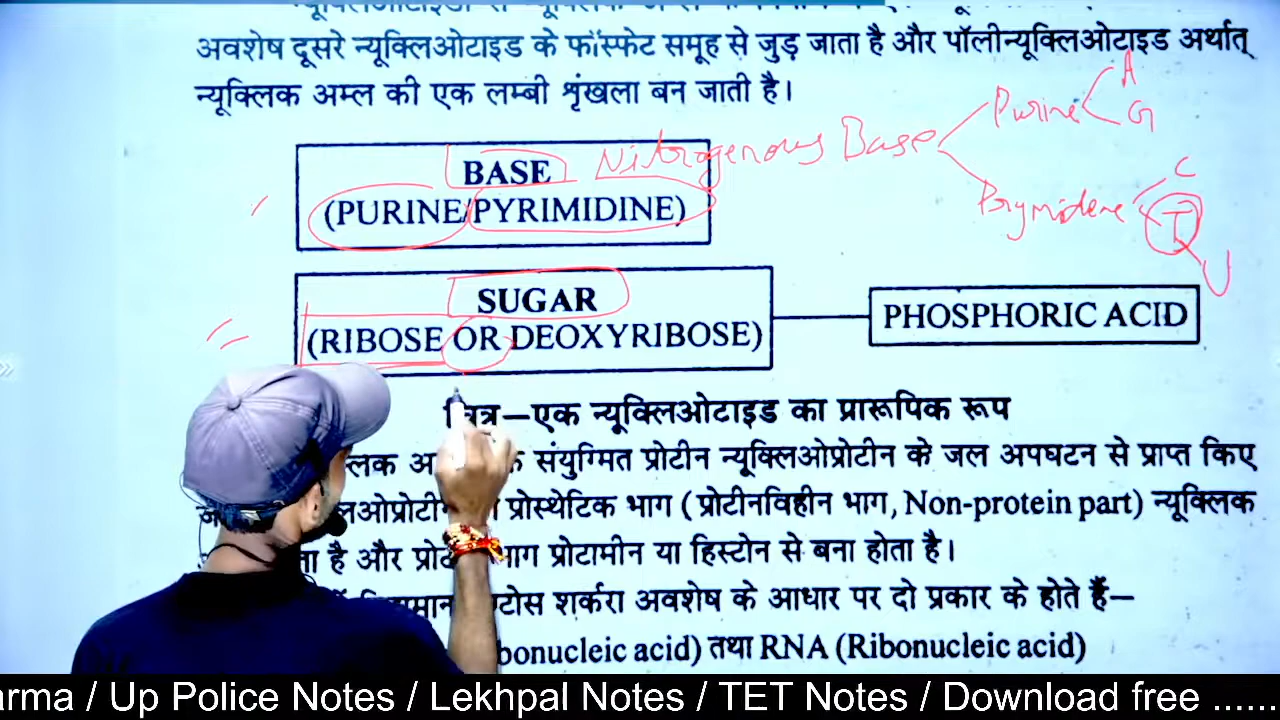 अवशेष दूसरे न्यूक्लिओटाइड के फॉस्फेट समूह से जुड़ जाता है और पॉलीन्यूक्लिओटाइड अर्थात्
न्यूक्लिक अम्ल की एक लम्बी शृंखला बन जाती है।
BASE
(PURINE/PYRIMIDINE)
Nitrogenous Base
Purine
A
G
Pyrymidene
C
T
U
SUGAR
(RIBOSE OR DEOXYRIBOSE)
PHOSPHORIC ACID
चित्र—एक न्यूक्लिओटाइड का प्रारूपिक रूप
संयुग्मित प्रोटीन न्यूक्लिओप्रोटीन के जल अपघटन से प्राप्त किए
प्रोस्थेटिक भाग (प्रोटीनविहीन भाग, Non-protein part) न्यूक्लिक
है और प्रोटीन भाग प्रोटामीन या हिस्टोन से बना होता है।
शर्करा अवशेष के आधार पर दो प्रकार के होते हैं—
bonucleic acid) तथा RNA (Ribonucleic acid)
arma / Up Police Notes / Lekhpal Notes / TET Notes / Download free ......